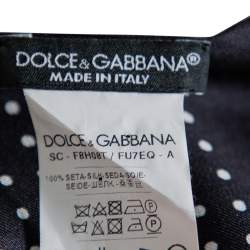 DOLCE & GABBANA®
MADE IN ITALY
DOLCE & GABBANA
SC - FBH08T / FU7EQ - A
100% SETA-SILK-SEDA-SOIE-
SEIDE-ШЕЛК-